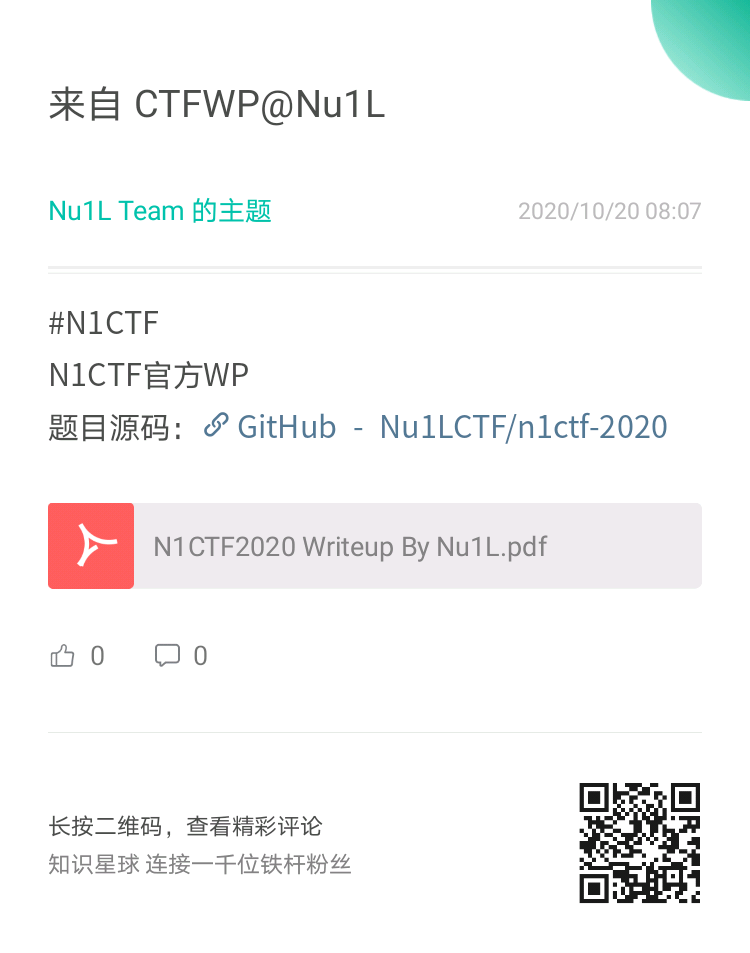 来自 CTFWP@Nu1L
Nu1L Team 的主题
2020/10/20 08:07
#N1CTF
N1CTF官方WP
题目源码：GitHub - Nu1LCTF/n1ctf-2020
N1CTF2020 Writeup By Nu1L.pdf
0 0
长按二维码，查看精彩评论
知识星球 连接一千位铁杆粉丝